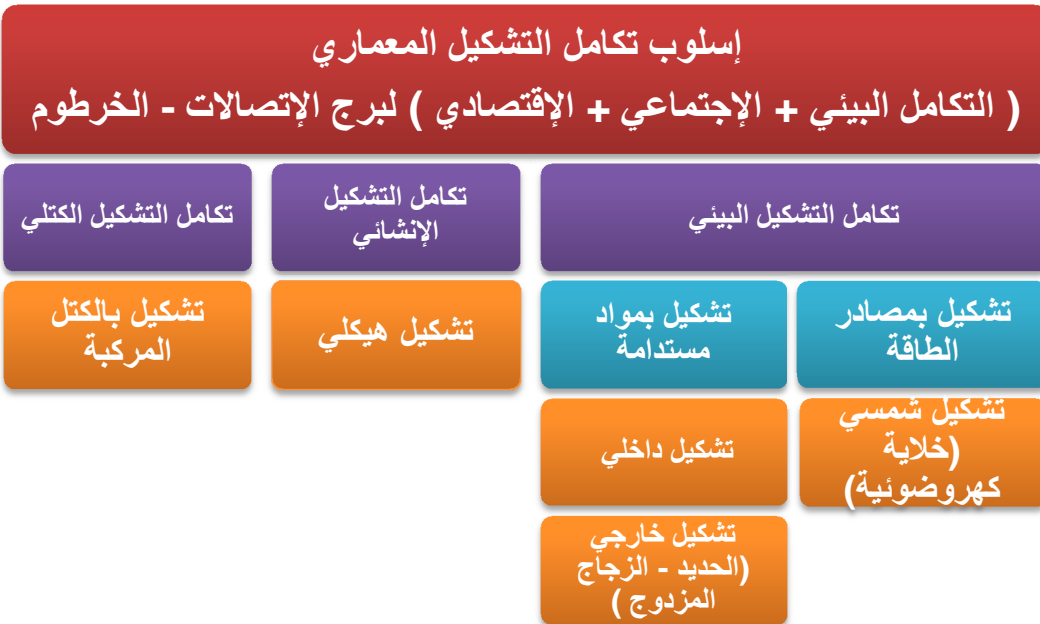 إسلوب تكامل التشكيل المعماري
( التكامل البيئي + الإجتماعي + الإقتصادي ) لبرج الإتصالات - الخرطوم
تكامل التشكيل البيئي
تكامل التشكيل
الإنشائي
تكامل التشكيل الكتلي
تشكيل بمصادر
الطاقة
تشكيل بمواد
مستدامة
تشكيل هيكلي
تشكيل بالكتل
المركبة
تشكيل شمسي
(خلاية
كهروضوئية)
تشكيل داخلي
تشكيل خارجي
(الحديد - الزجاج
المزدوج )